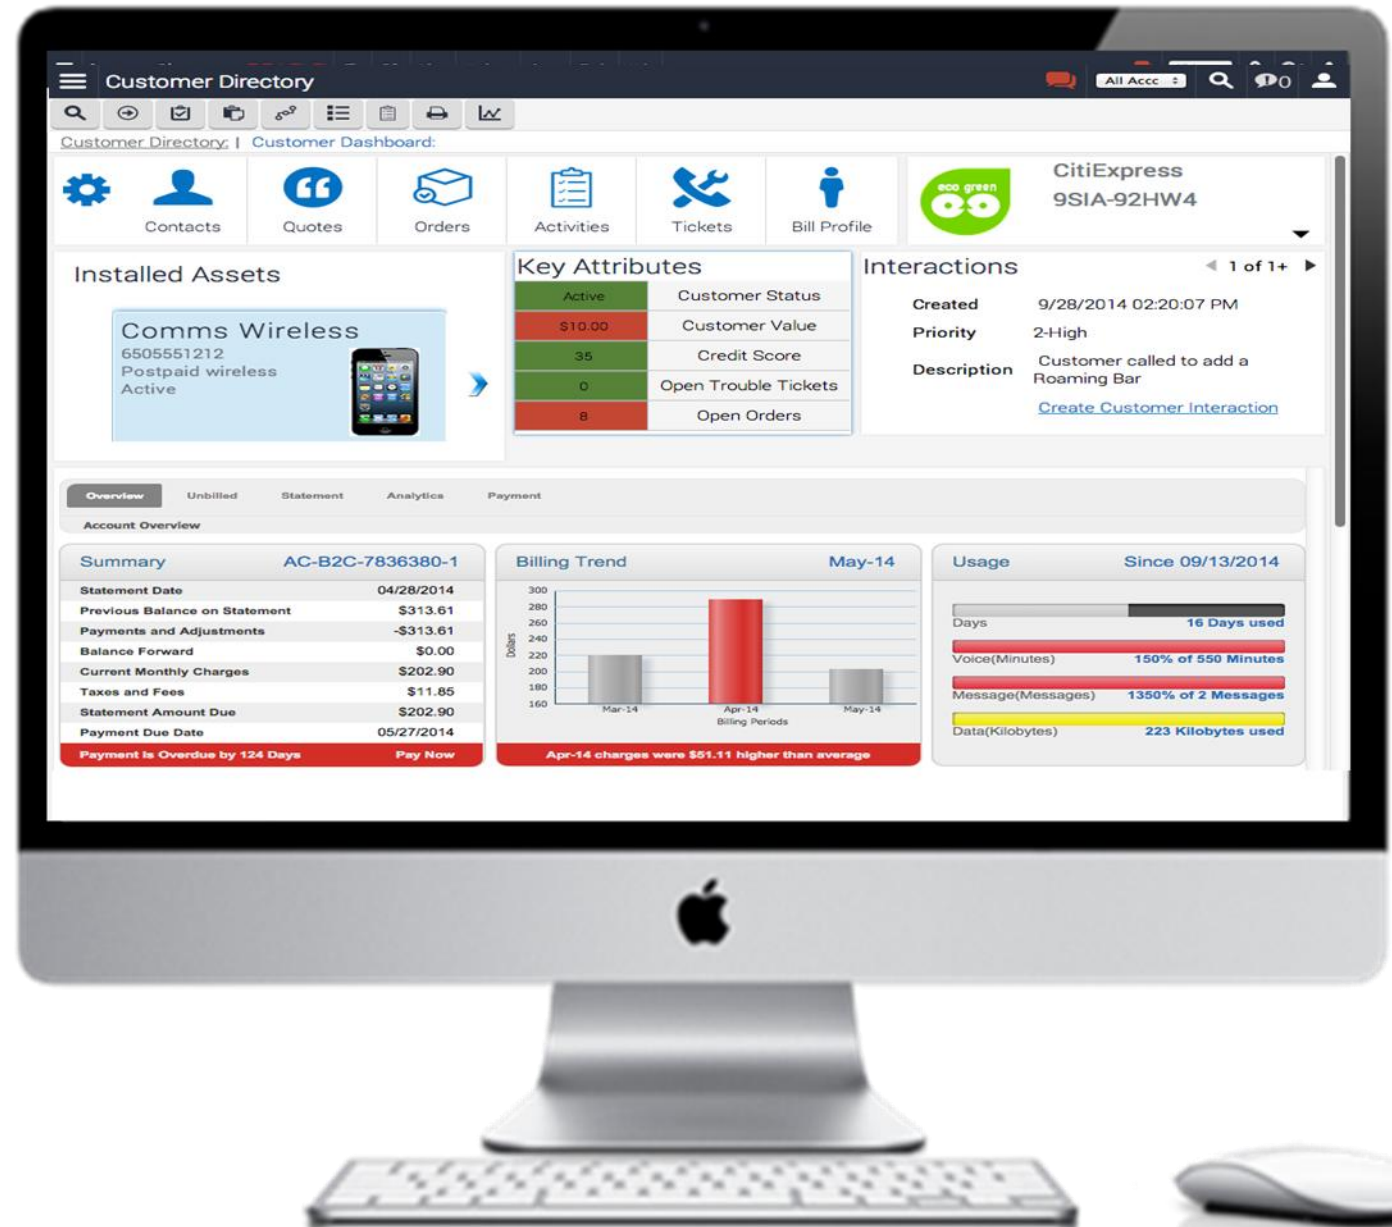 Customer Directory
All Accc
0
Customer Directory: | Customer Dashboard:
Contacts
Quotes
Orders
Activities
Tickets
Bill Profile
eco green
CitiExpress
9SIA-92HW4
Installed Assets
Comms Wireless
6505551212
Postpaid wireless
Active
Key Attributes
Active Customer Status
$10.00 Customer Value
35 Credit Score
0 Open Trouble Tickets
8 Open Orders
Interactions 1 of 1+
Created 9/28/2014 02:20:07 PM
Priority 2-High
Description Customer called to add a
Roaming Bar
Create Customer Interaction
Overview Unbilled Statement Analytics Payment
Account Overview
Summary AC-B2C-7836380-1
Statement Date 04/28/2014
Previous Balance on Statement $313.61
Payments and Adjustments -$313.61
Balance Forward $0.00
Current Monthly Charges $202.90
Taxes and Fees $11.85
Statement Amount Due $202.90
Payment Due Date 05/27/2014
Payment Is Overdue by 124 Days Pay Now
Billing Trend May-14
300
280
260
240
220
200
180
160
Dollars
Mar-14 Apr-14 May-14
Billing Periods
Apr-14 charges were $51.11 higher than average
Usage Since 09/13/2014
Days 16 Days used
Voice(Minutes) 150% of 550 Minutes
Message(Messages) 1350% of 2 Messages
Data(Kilobytes) 223 Kilobytes used